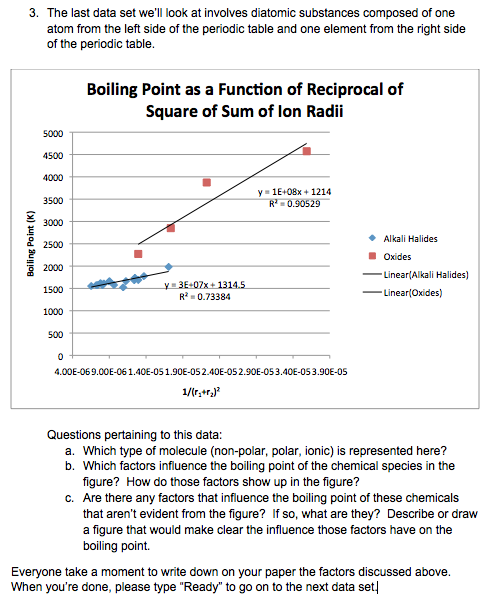 3. The last data set we'll look at involves diatomic substances composed of one
atom from the left side of the periodic table and one element from the right side
of the periodic table.
Boiling Point as a Function of Reciprocal of
Square of Sum of Ion Radii
5000
4500
4000
3500
3000
2500
2000
1500
1000
500
0
Boiling Point (K)
y = 1E+08x + 1214
R² = 0.90529
y = 3E+07x + 1314.5
R² = 0.73384
Alkali Halides
Oxides
Linear(Alkali Halides)
Linear(Oxides)
4.00E-06 9.00E-06 1.40E-05 1.90E-05 2.40E-05 2.90E-05 3.40E-05 3.90E-05
1/(r₁+r₂)²
Questions pertaining to this data:
a. Which type of molecule (non-polar, polar, ionic) is represented here?
b. Which factors influence the boiling point of the chemical species in the
figure? How do those factors show up in the figure?
c. Are there any factors that influence the boiling point of these chemicals
that aren't evident from the figure? If so, what are they? Describe or draw
a figure that would make clear the influence those factors have on the
boiling point.
Everyone take a moment to write down on your paper the factors discussed above.
When you're done, please type "Ready" to go on to the next data set.